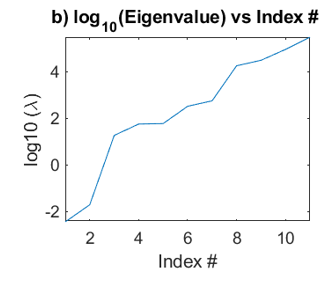 b) log10(Eigenvalue) vs Index #
4
2
0
-2
log10 (λ)
2 4 6 8 10
Index #